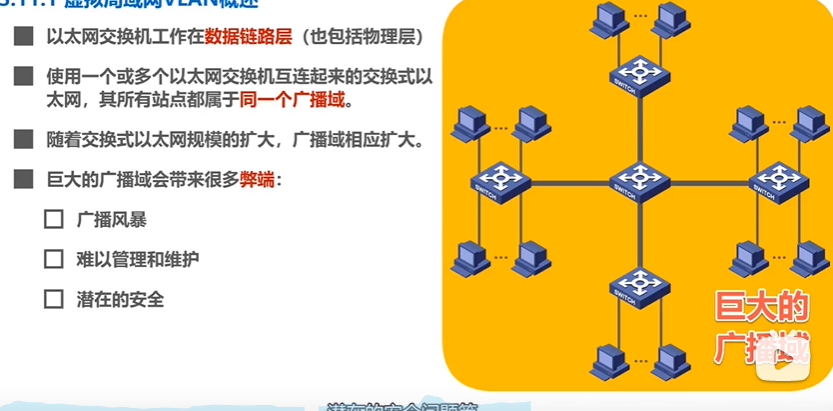 3.11.1 虚拟局域网VLAN概述
以太网交换机工作在数据链路层（也包括物理层）
使用一个或多个以太网交换机互连起来的交换式以
太网，其所有站点都属于同一个广播域。
随着交换式以太网规模的扩大，广播域相应扩大。
巨大的广播域会带来很多弊端：
广播风暴
难以管理和维护
潜在的安全
SWITCH
SWITCH
SWITCH
SWITCH
SWITCH
巨大的
广播域
潜在的安全问题等